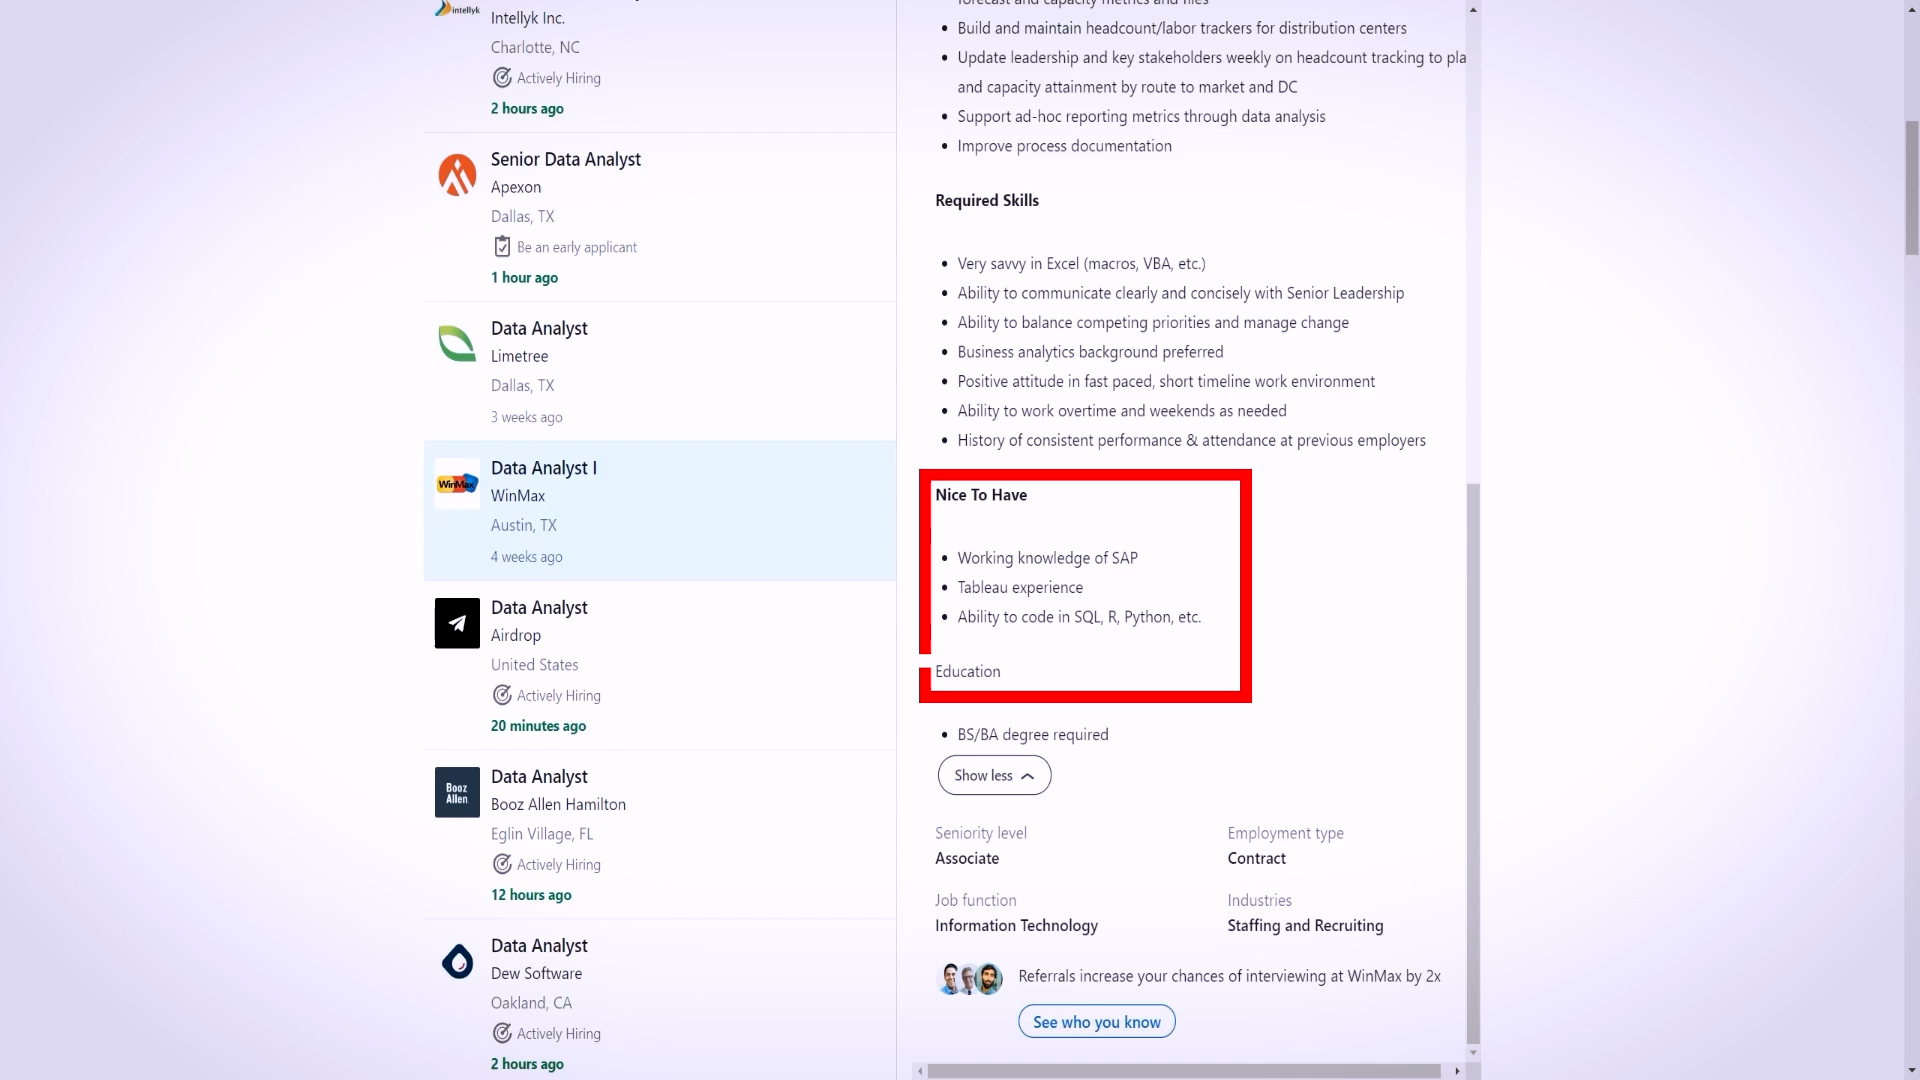 intellyk
Intellyk Inc.
Charlotte, NC
Actively Hiring
2 hours ago
Senior Data Analyst
Apexon
Dallas, TX
Be an early applicant
1 hour ago
Data Analyst
Limetree
Dallas, TX
3 weeks ago
WinMax
Data Analyst I
WinMax
Austin, TX
4 weeks ago
Data Analyst
Airdrop
United States
Actively Hiring
20 minutes ago
Booz
Allen
Data Analyst
Booz Allen Hamilton
Eglin Village, FL
Actively Hiring
12 hours ago
Data Analyst
Dew Software
Oakland, CA
Actively Hiring
2 hours ago
forecast and capacity metrics and files
Build and maintain headcount/labor trackers for distribution centers
Update leadership and key stakeholders weekly on headcount tracking to pla
and capacity attainment by route to market and DC
Support ad-hoc reporting metrics through data analysis
Improve process documentation
Required Skills
Very savvy in Excel (macros, VBA, etc.)
Ability to communicate clearly and concisely with Senior Leadership
Ability to balance competing priorities and manage change
Business analytics background preferred
Positive attitude in fast paced, short timeline work environment
Ability to work overtime and weekends as needed
History of consistent performance & attendance at previous employers
Nice To Have
Working knowledge of SAP
Tableau experience
Ability to code in SQL, R, Python, etc.
Education
BS/BA degree required
Show less
Seniority level
Associate
Employment type
Contract
Job function
Information Technology
Industries
Staffing and Recruiting
Referrals increase your chances of interviewing at WinMax by 2x
See who you know